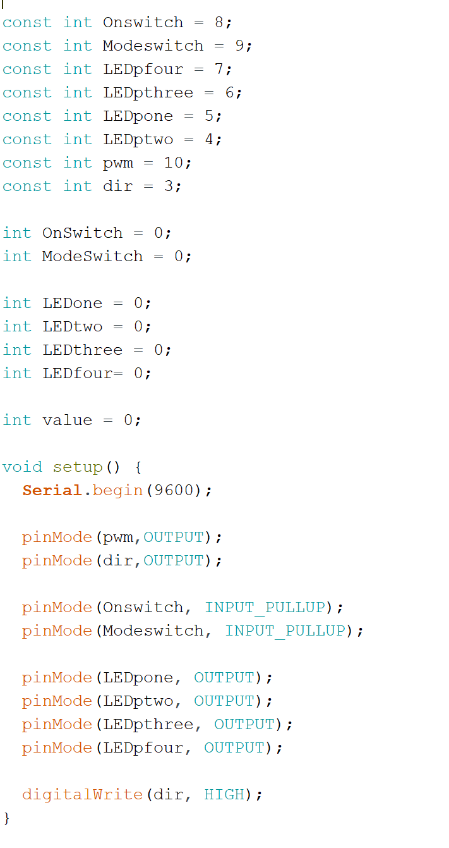 const int Onswitch = 8;
const int Modeswitch = 9;
const int LEDpfour = 7;
const int LEDpthree = 6;
const int LEDpone = 5;
const int LEDptwo = 4;
const int pwm = 10;
const int dir = 3;
int OnSwitch = 0;
int ModeSwitch = 0;
int LEDone = 0;
int LEDtwo = 0;
int LEDthree = 0;
int LEDfour= 0;
int value = 0;
void setup() {
Serial.begin(9600);
pinMode(pwm,OUTPUT);
pinMode(dir,OUTPUT);
pinMode(Onswitch, INPUT_PULLUP);
pinMode(Modeswitch, INPUT_PULLUP);
pinMode(LEDpone, OUTPUT);
pinMode(LEDptwo, OUTPUT);
pinMode(LEDpthree, OUTPUT);
pinMode(LEDpfour, OUTPUT);
digitalWrite(dir, HIGH);
}